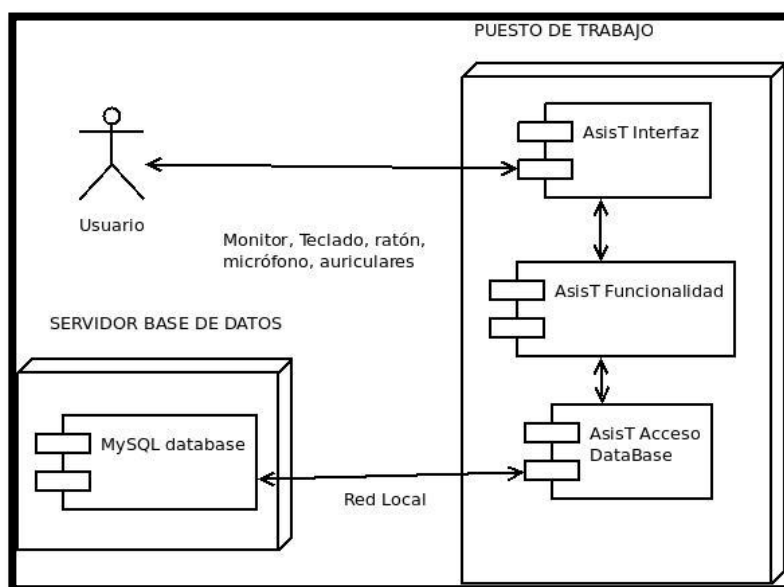 PUESTO DE TRABAJO
AsisT Interfaz
Usuario
Monitor, Teclado, ratón,
micrófono, auriculares
AsisT Funcionalidad
SERVIDOR BASE DE DATOS
MySQL database
AsisT Acceso
DataBase
Red Local